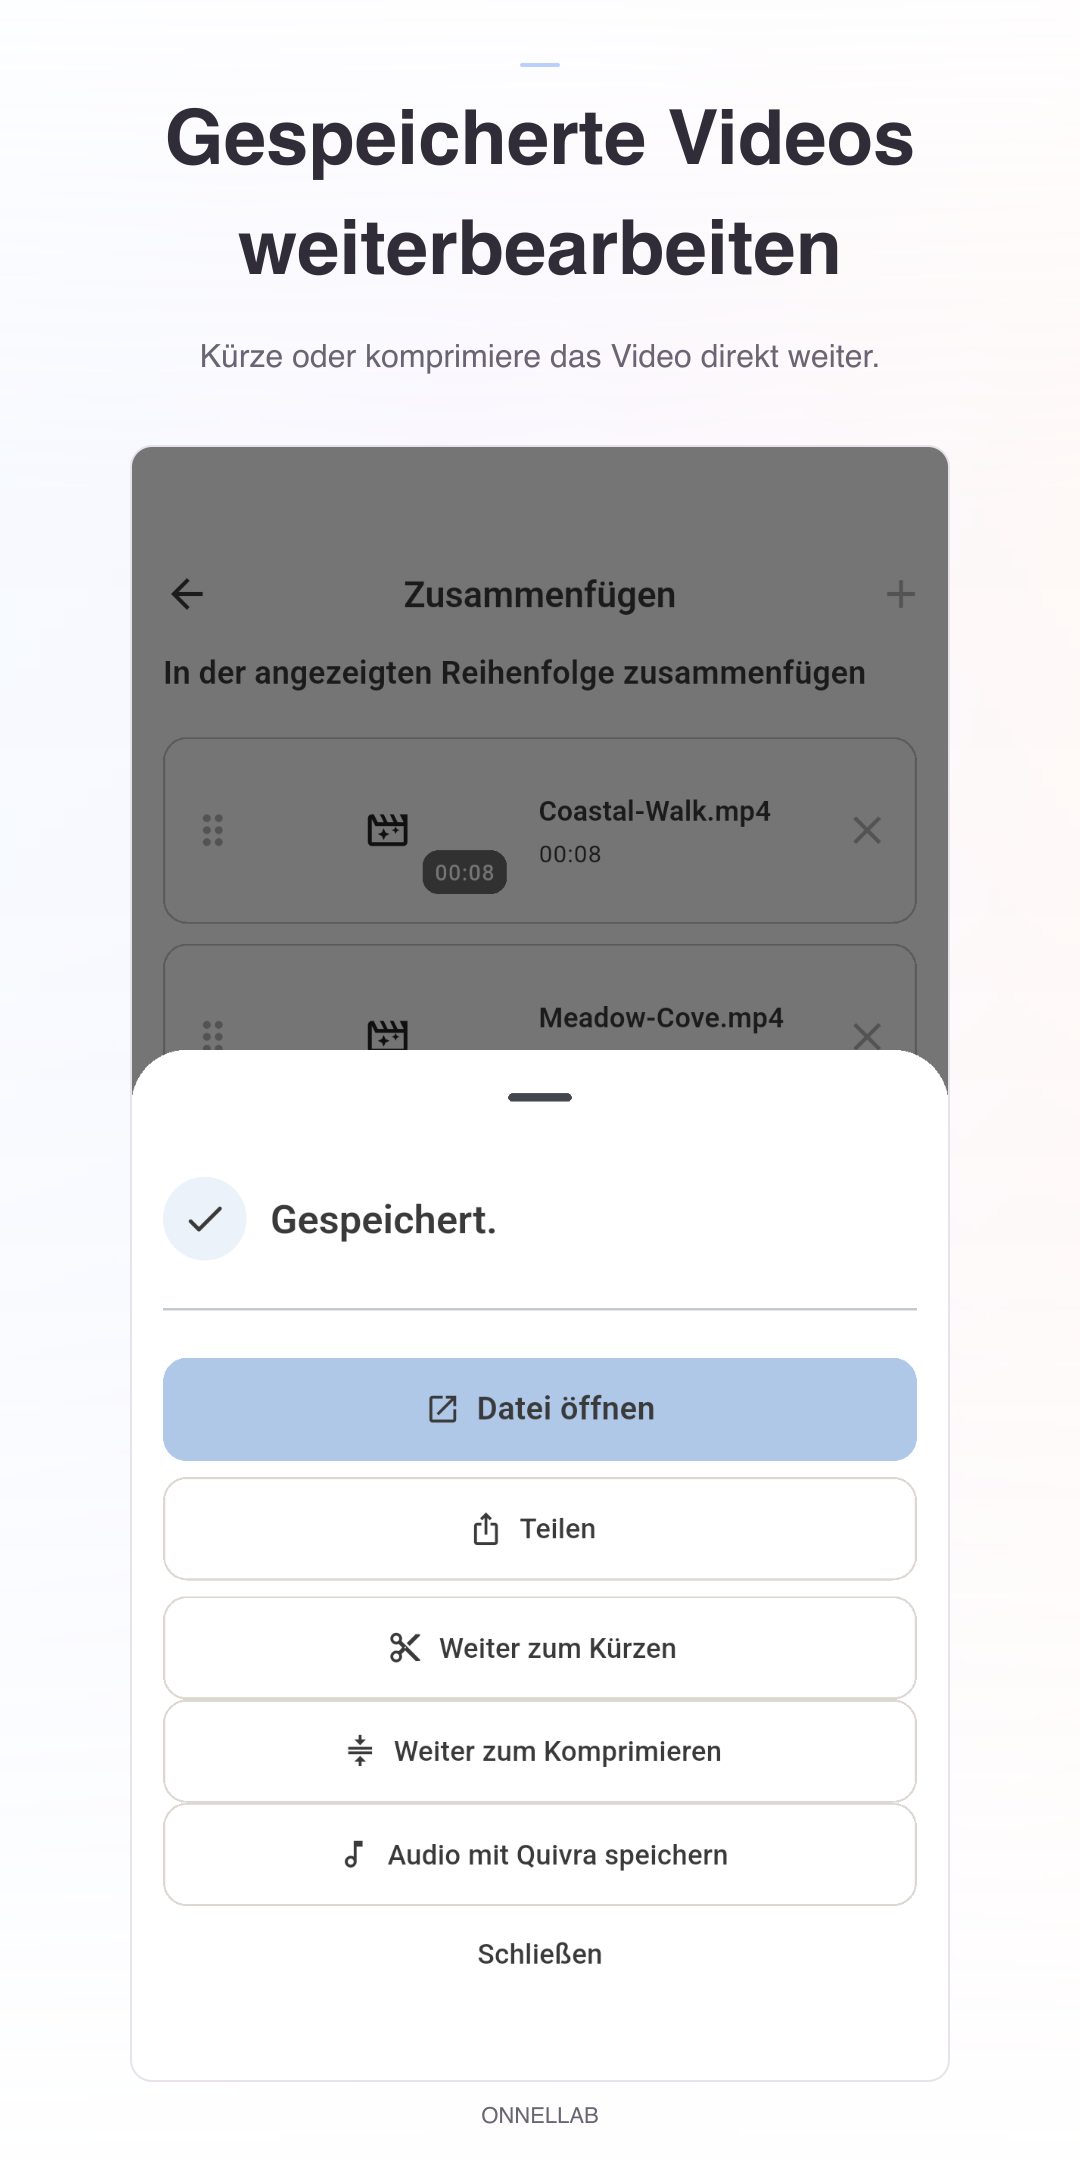 Gespeicherte Videos
weiterbearbeiten
Kürze oder komprimiere das Video direkt weiter.
Zusammenfügen
In der angezeigten Reihenfolge zusammenfügen
Coastal-Walk.mp4
00:08
00:08
Meadow-Cove.mp4
Gespeichert.
Datei öffnen
Teilen
Weiter zum Kürzen
Weiter zum Komprimieren
Audio mit Quivra speichern
Schließen
ONNELLAB